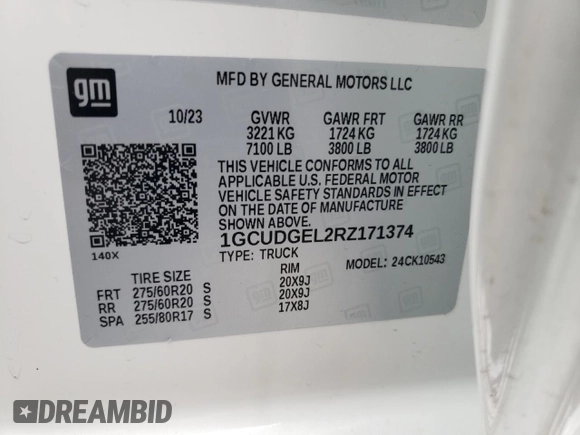 gm
MFD BY GENERAL MOTORS LLC
10/23 GVWR GAWR FRT GAWR RR
3221 KG 1724 KG 1724 KG
7100 LB 3800 LB 3800 LB
THIS VEHICLE CONFORMS TO ALL
APPLICABLE U.S. FEDERAL MOTOR
VEHICLE SAFETY STANDARDS IN EFFECT
ON THE DATE OF MANUFACTURE
SHOWN ABOVE.
1GCUDGEL2RZ171374
140X TYPE: TRUCK MODEL: 24CK10543
TIRE SIZE RIM
FRT 275/60R20 S 20X9J
RR 275/60R20 S 20X9J
SPA 255/80R17 S 17X8J
DREAMBID